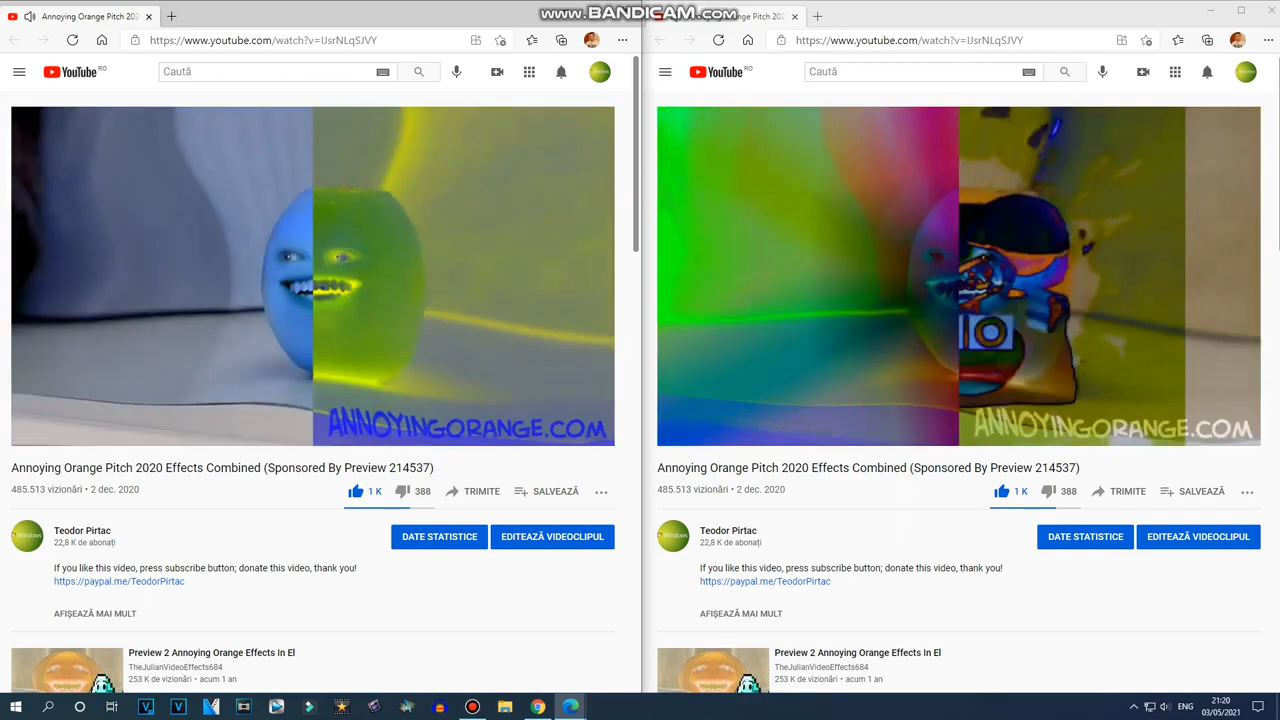 www.BANDICAM.com
Annoying Orange Pitch 202
https://www.youtube.com/watch?v=IJsrNLqSJVY
YouTube RO
Caută
ANNOYINGORANGE.COM
Annoying Orange Pitch 2020 Effects Combined (Sponsored By Preview 214537)
485.513 vizionări • 2 dec. 2020
1 K
388
TRIMITE
SALVEAZĂ
Teodor Pirtac
22,8 K de abonați
DATE STATISTICE
EDITEAZĂ VIDEOCLIPUL
If you like this video, press subscribe button; donate this video, thank you!
https://paypal.me/TeodorPirtac
AFIȘEAZĂ MAI MULT
Preview 2 Annoying Orange Effects In El
TheJulianVideoEffects684
253 K de vizionări • acum 1 an
Annoying Orange Pitch 202
https://www.youtube.com/watch?v=IJsrNLqSJVY
YouTube RO
Caută
IO
ANNOYINGORANGE.COM
Annoying Orange Pitch 2020 Effects Combined (Sponsored By Preview 214537)
485.513 vizionări • 2 dec. 2020
1 K
388
TRIMITE
SALVEAZĂ
Teodor Pirtac
22,8 K de abonați
DATE STATISTICE
EDITEAZĂ VIDEOCLIPUL
If you like this video, press subscribe button; donate this video, thank you!
https://paypal.me/TeodorPirtac
AFIȘEAZĂ MAI MULT
Preview 2 Annoying Orange Effects In El
TheJulianVideoEffects684
253 K de vizionări • acum 1 an
ENG
21:20
03/05/2021